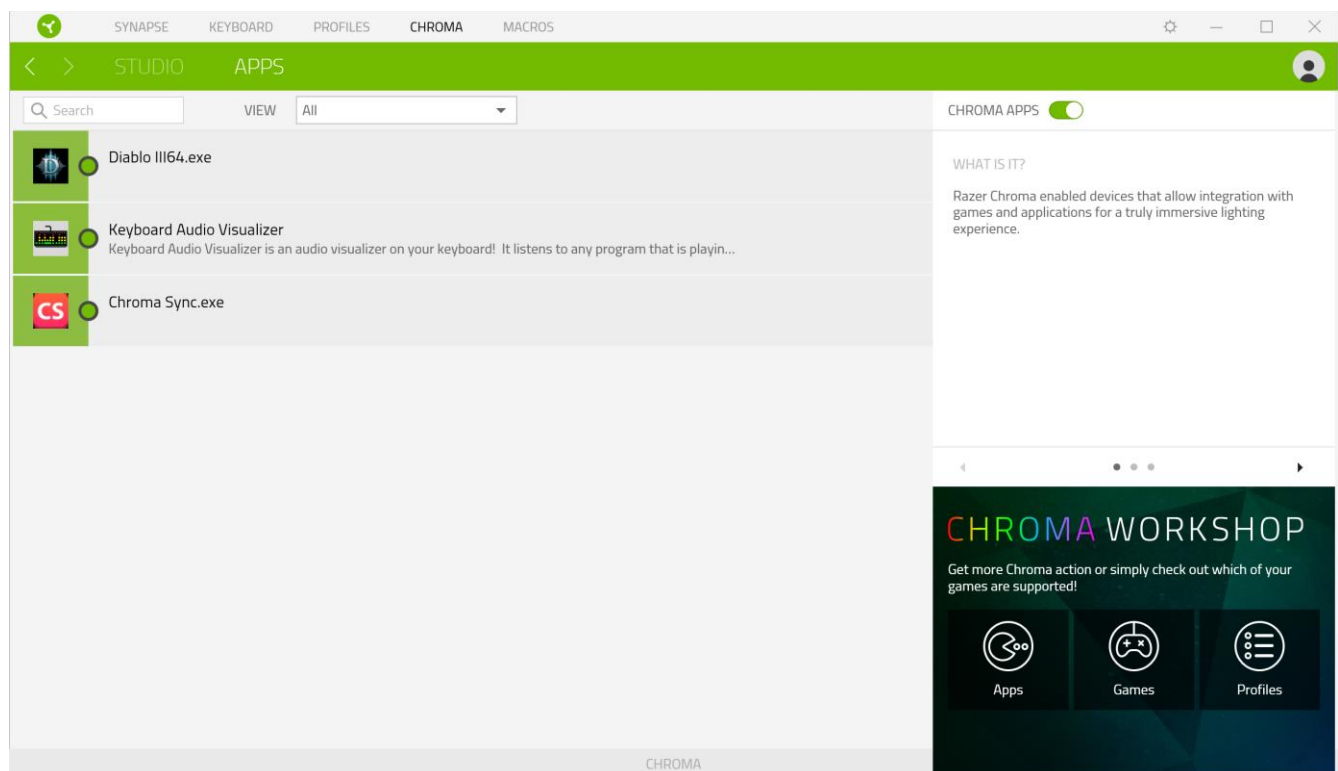 SYNAPSE KEYBOARD PROFILES CHROMA MACROS
STUDIO APPS
Search VIEW All
CHROMA APPS
Diablo III64.exe
Keyboard Audio Visualizer
Keyboard Audio Visualizer is an audio visualizer on your keyboard! It listens to any program that is playin...
CS Chroma Sync.exe
WHAT IS IT?
Razer Chroma enabled devices that allow integration with
games and applications for a truly immersive lighting
experience.
CHROMA WORKSHOP
Get more Chroma action or simply check out which of your
games are supported!
Apps Games Profiles
CHROMA